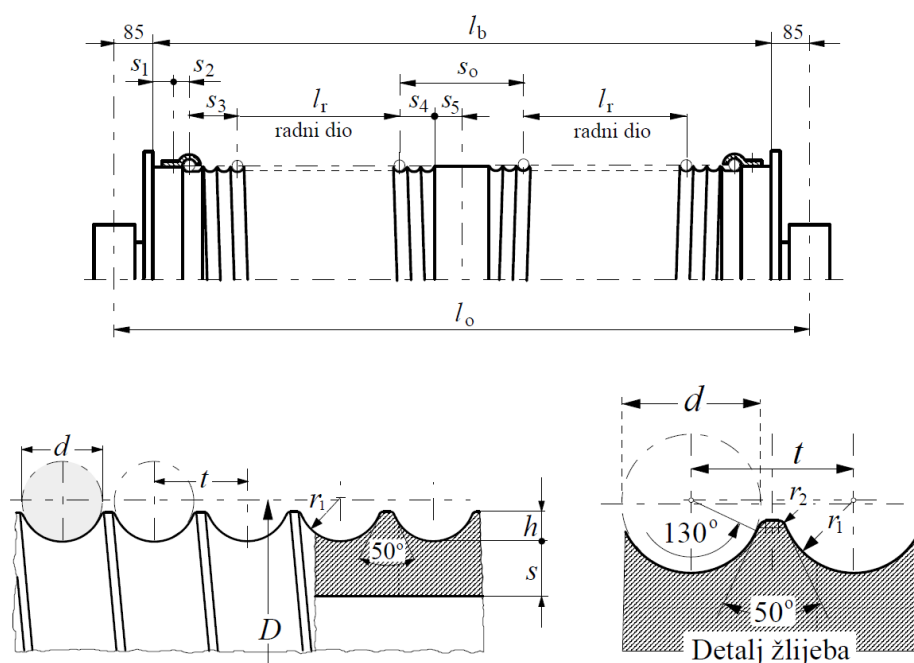 85 l_b 85
s_1 s_2 s_o
s_3 l_r s_4 s_5 l_r
radni dio radni dio
l_o
d t r_1 h
50° s
D
d
t
r_2
130° r_1
50°
Detalj žlijeba